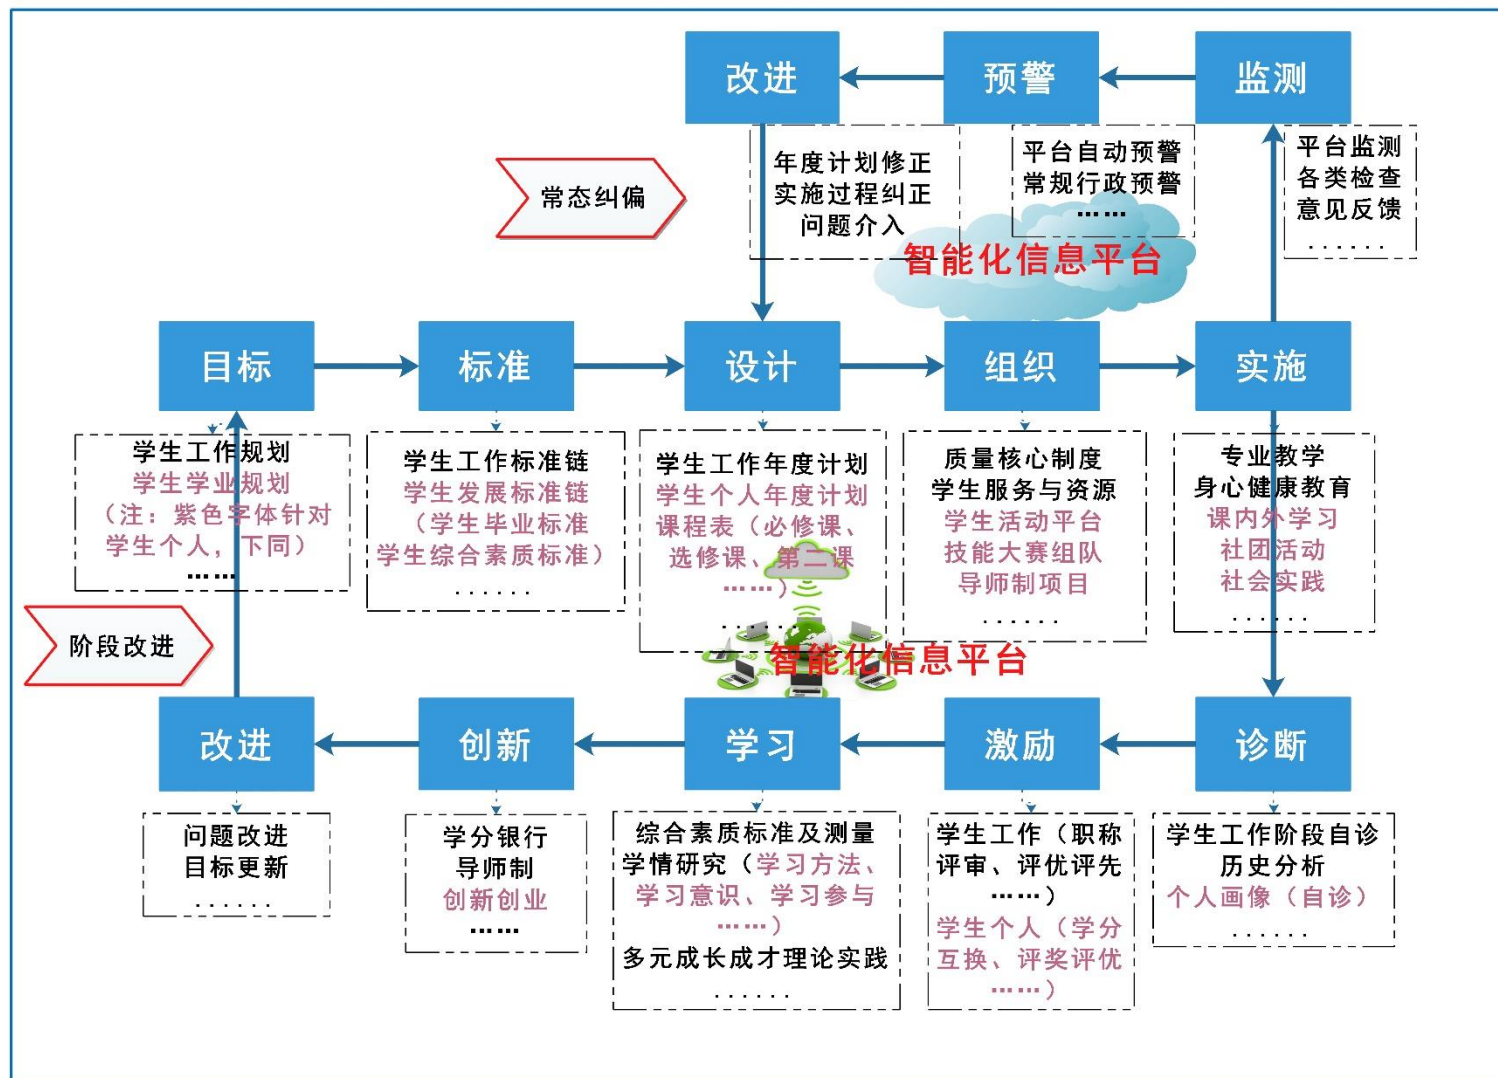 改进
预警
监测
年度计划修正
实施过程纠正
问题介入
平台自动预警
常规行政预警
……
平台监测
各类检查
意见反馈
......
常态纠偏
智能化信息平台
目标
标准
设计
组织
实施
学生工作规划
学生学业规划
（注：紫色字体针对
学生个人，下同）
……
学生工作标准链
学生发展标准链
（学生毕业标准
学生综合素质标准）
......
学生工作年度计划
学生个人年度计划
课程表（必修课、
选修课、第二课
……）
......
质量核心制度
学生服务与资源
学生活动平台
技能大赛组队
导师制项目
......
专业教学
身心健康教育
课内外学习
社团活动
社会实践
......
阶段改进
智能化信息平台
改进
创新
学习
激励
诊断
问题改进
目标更新
......
学分银行
导师制
创新创业
……
综合素质标准及测量
学情研究（学习方法、
学习意识、学习参与
……）
多元成长成才理论实践
......
学生工作（职称
评审、评优评先
……）
学生个人（学分
互换、评奖评优
……）
学生工作阶段自诊
历史分析
个人画像（自诊）
......